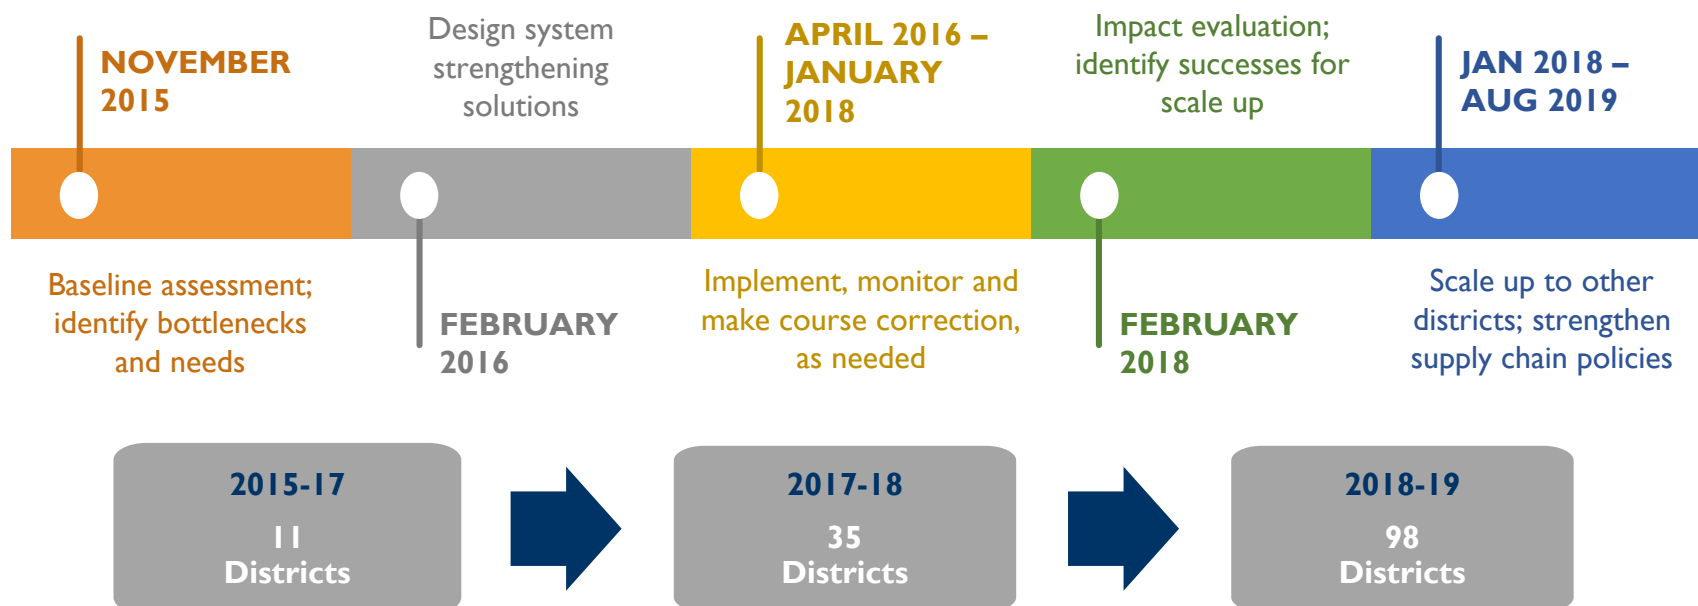 NOVEMBER
2015
Baseline assessment;
identify bottlenecks
and needs
Design system
strengthening
solutions
FEBRUARY
2016
APRIL 2016 –
JANUARY
2018
Implement, monitor and
make course correction,
as needed
Impact evaluation;
identify successes for
scale up
FEBRUARY
2018
JAN 2018 –
AUG 2019
Scale up to other
districts; strengthen
supply chain policies
2015-17
11
Districts
2017-18
35
Districts
2018-19
98
Districts